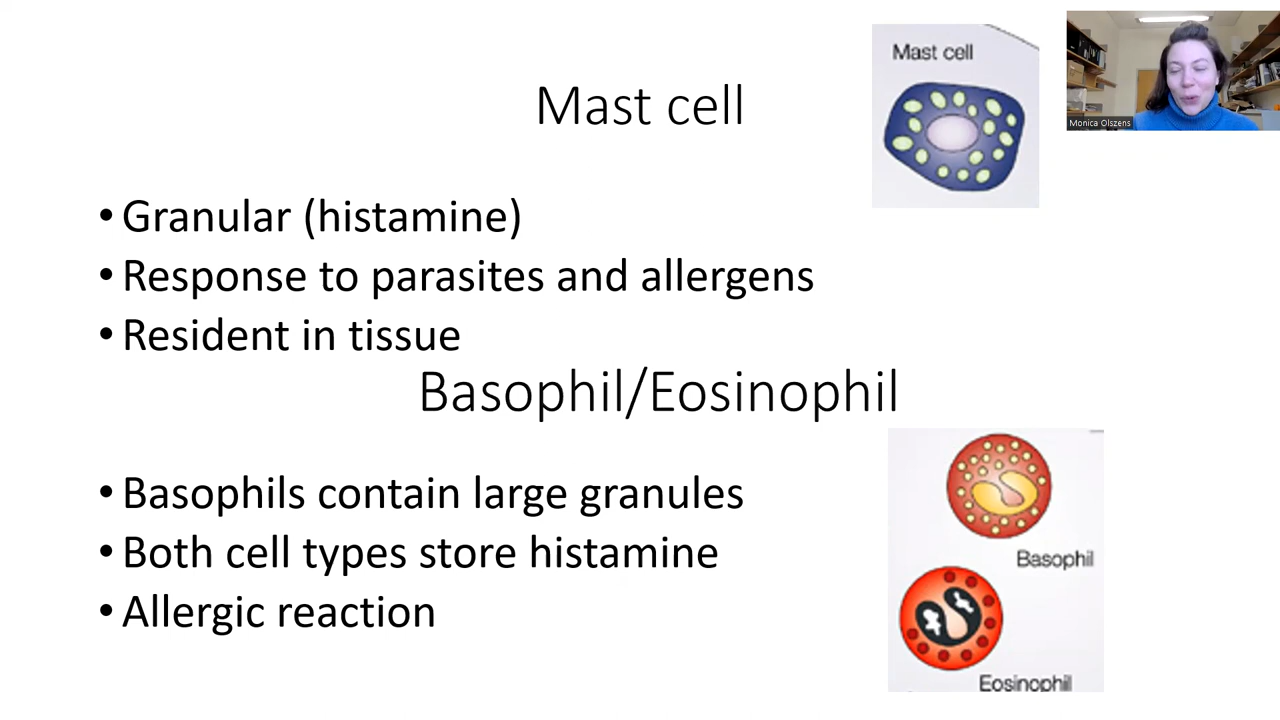 Mast cell
Mast cell
Monica Olszens
• Granular (histamine)
• Response to parasites and allergens
• Resident in tissue
Basophil/Eosinophil
• Basophils contain large granules
• Both cell types store histamine
• Allergic reaction
Basophil
Eosinophil